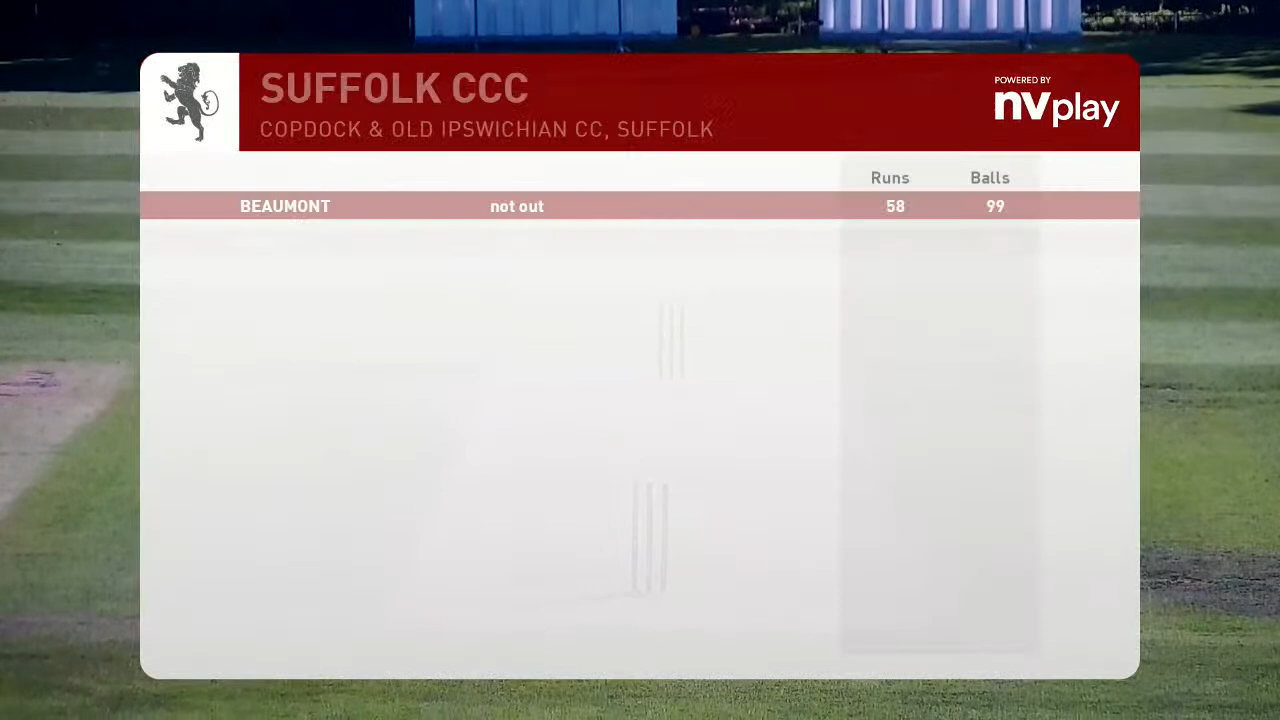 SUFFOLK CCC
COPDOCK & OLD IPSWICHIAN CC, SUFFOLK
POWERED BY
nvplay
Runs Balls
BEAUMONT not out 58 99